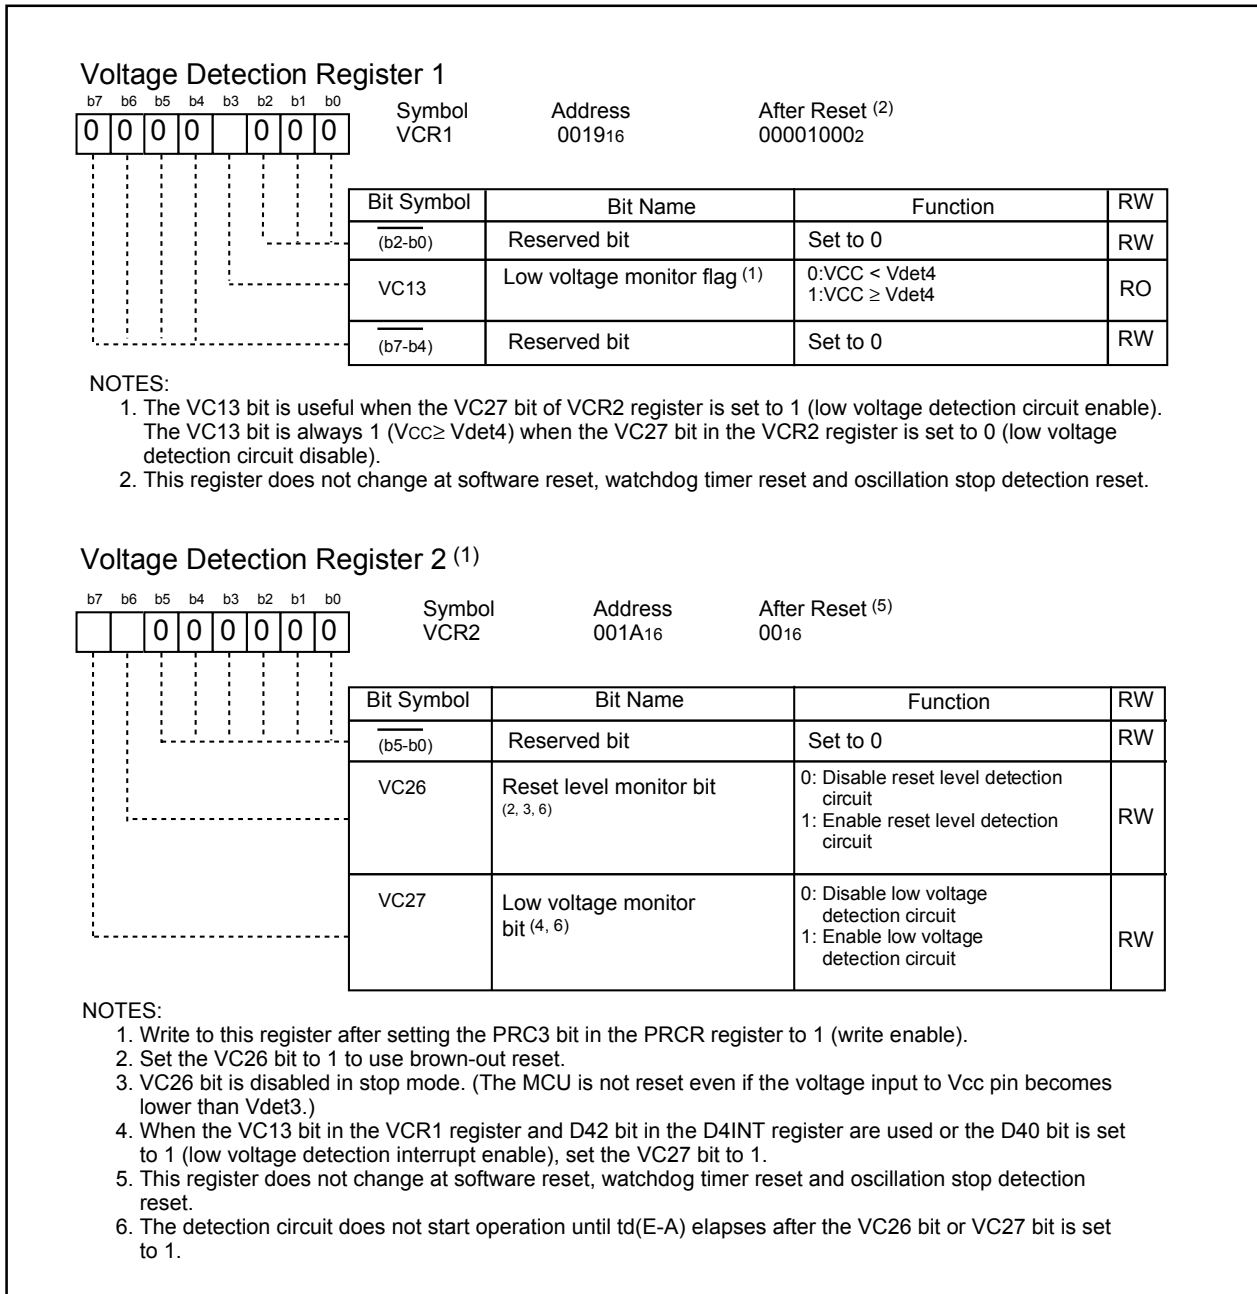 Voltage Detection Register 1
b7 b6 b5 b4 b3 b2 b1 b0
Symbol Address After Reset (2)
0 0 0 0 0 0 0
VCR1 001916 000010002
Bit Symbol Bit Name Function RW
(b2-b0) Reserved bit Set to 0 RW
VC13 Low voltage monitor flag (1) 0:VCC < Vdet4
1:VCC ≥ Vdet4 RO
(b7-b4) Reserved bit Set to 0 RW
NOTES:
1. The VC13 bit is useful when the VC27 bit of VCR2 register is set to 1 (low voltage detection circuit enable).
The VC13 bit is always 1 (VCC≥ Vdet4) when the VC27 bit in the VCR2 register is set to 0 (low voltage
detection circuit disable).
2. This register does not change at software reset, watchdog timer reset and oscillation stop detection reset.
Voltage Detection Register 2 (1)
b7 b6 b5 b4 b3 b2 b1 b0
Symbol Address After Reset (5)
0 0 0 0 0 0
VCR2 001A16 0016
Bit Symbol Bit Name Function RW
(b5-b0) Reserved bit Set to 0 RW
VC26 Reset level monitor bit
(2, 3, 6)
0: Disable reset level detection
circuit
1: Enable reset level detection
circuit
RW
VC27 Low voltage monitor
bit (4, 6)
0: Disable low voltage
detection circuit
1: Enable low voltage
detection circuit
RW
NOTES:
1. Write to this register after setting the PRC3 bit in the PRCR register to 1 (write enable).
2. Set the VC26 bit to 1 to use brown-out reset.
3. VC26 bit is disabled in stop mode. (The MCU is not reset even if the voltage input to Vcc pin becomes
lower than Vdet3.)
4. When the VC13 bit in the VCR1 register and D42 bit in the D4INT register are used or the D40 bit is set
to 1 (low voltage detection interrupt enable), set the VC27 bit to 1.
5. This register does not change at software reset, watchdog timer reset and oscillation stop detection
reset.
6. The detection circuit does not start operation until td(E-A) elapses after the VC26 bit or VC27 bit is set
to 1.